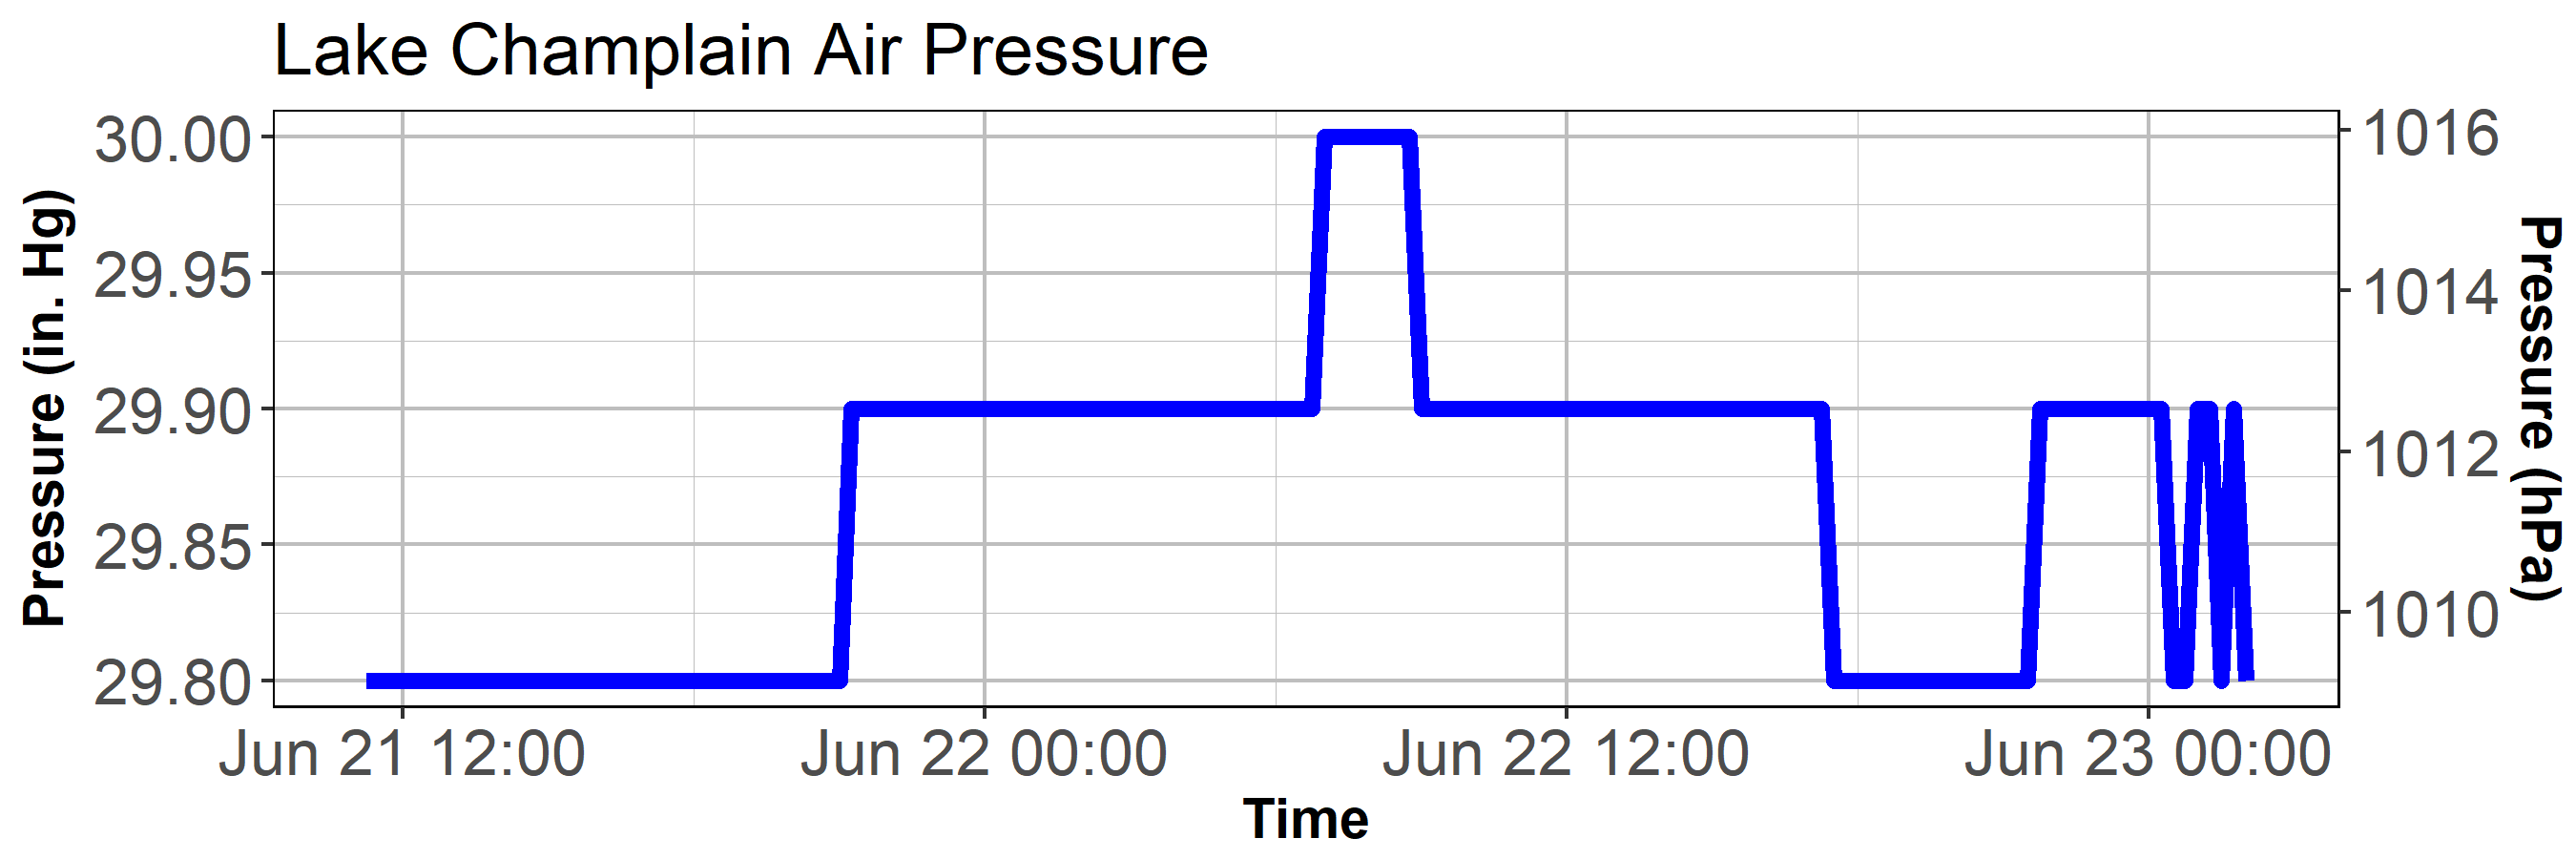 Lake Champlain Air Pressure
Pressure (in. Hg)
30.00
29.95
29.90
29.85
29.80
1016
1014
1012
1010
Pressure (hPa)
Jun 21 12:00
Jun 22 00:00
Jun 22 12:00
Jun 23 00:00
Time